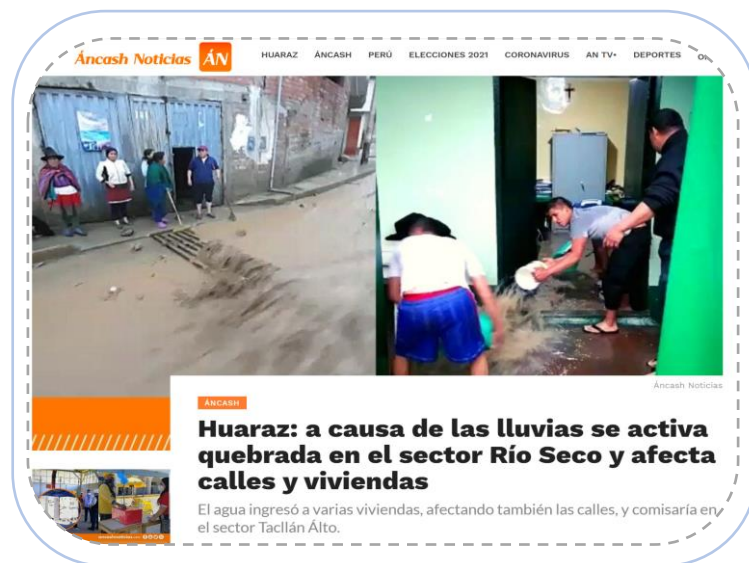 Áncash Noticias ÁN
HUARAZ ÁNCASH PERÚ ELECCIONES 2021 CORONAVIRUS AN TV+ DEPORTES
Áncash Noticias
ÁNCASH
Huaraz: a causa de las lluvias se activa
quebrada en el sector Río Seco y afecta
calles y viviendas
El agua ingresó a varias viviendas, afectando también las calles, y comisaría en
el sector Tacllán Álto.